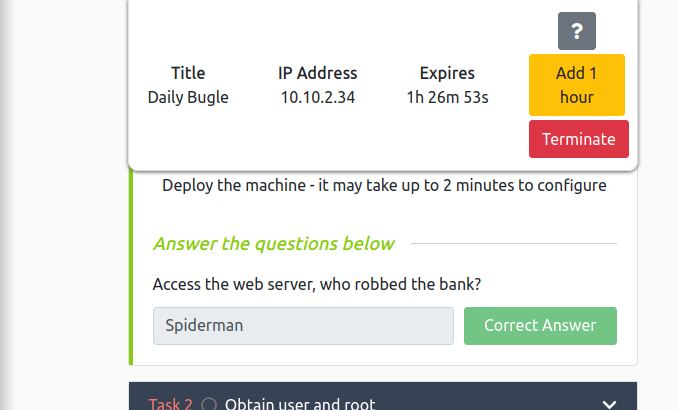 ?
Title IP Address Expires Add 1 hour
Daily Bugle 10.10.2.34 1h 26m 53s
Terminate
Deploy the machine - it may take up to 2 minutes to configure
Answer the questions below
Access the web server, who robbed the bank?
Spiderman Correct Answer
Task 2 Obtain user and root